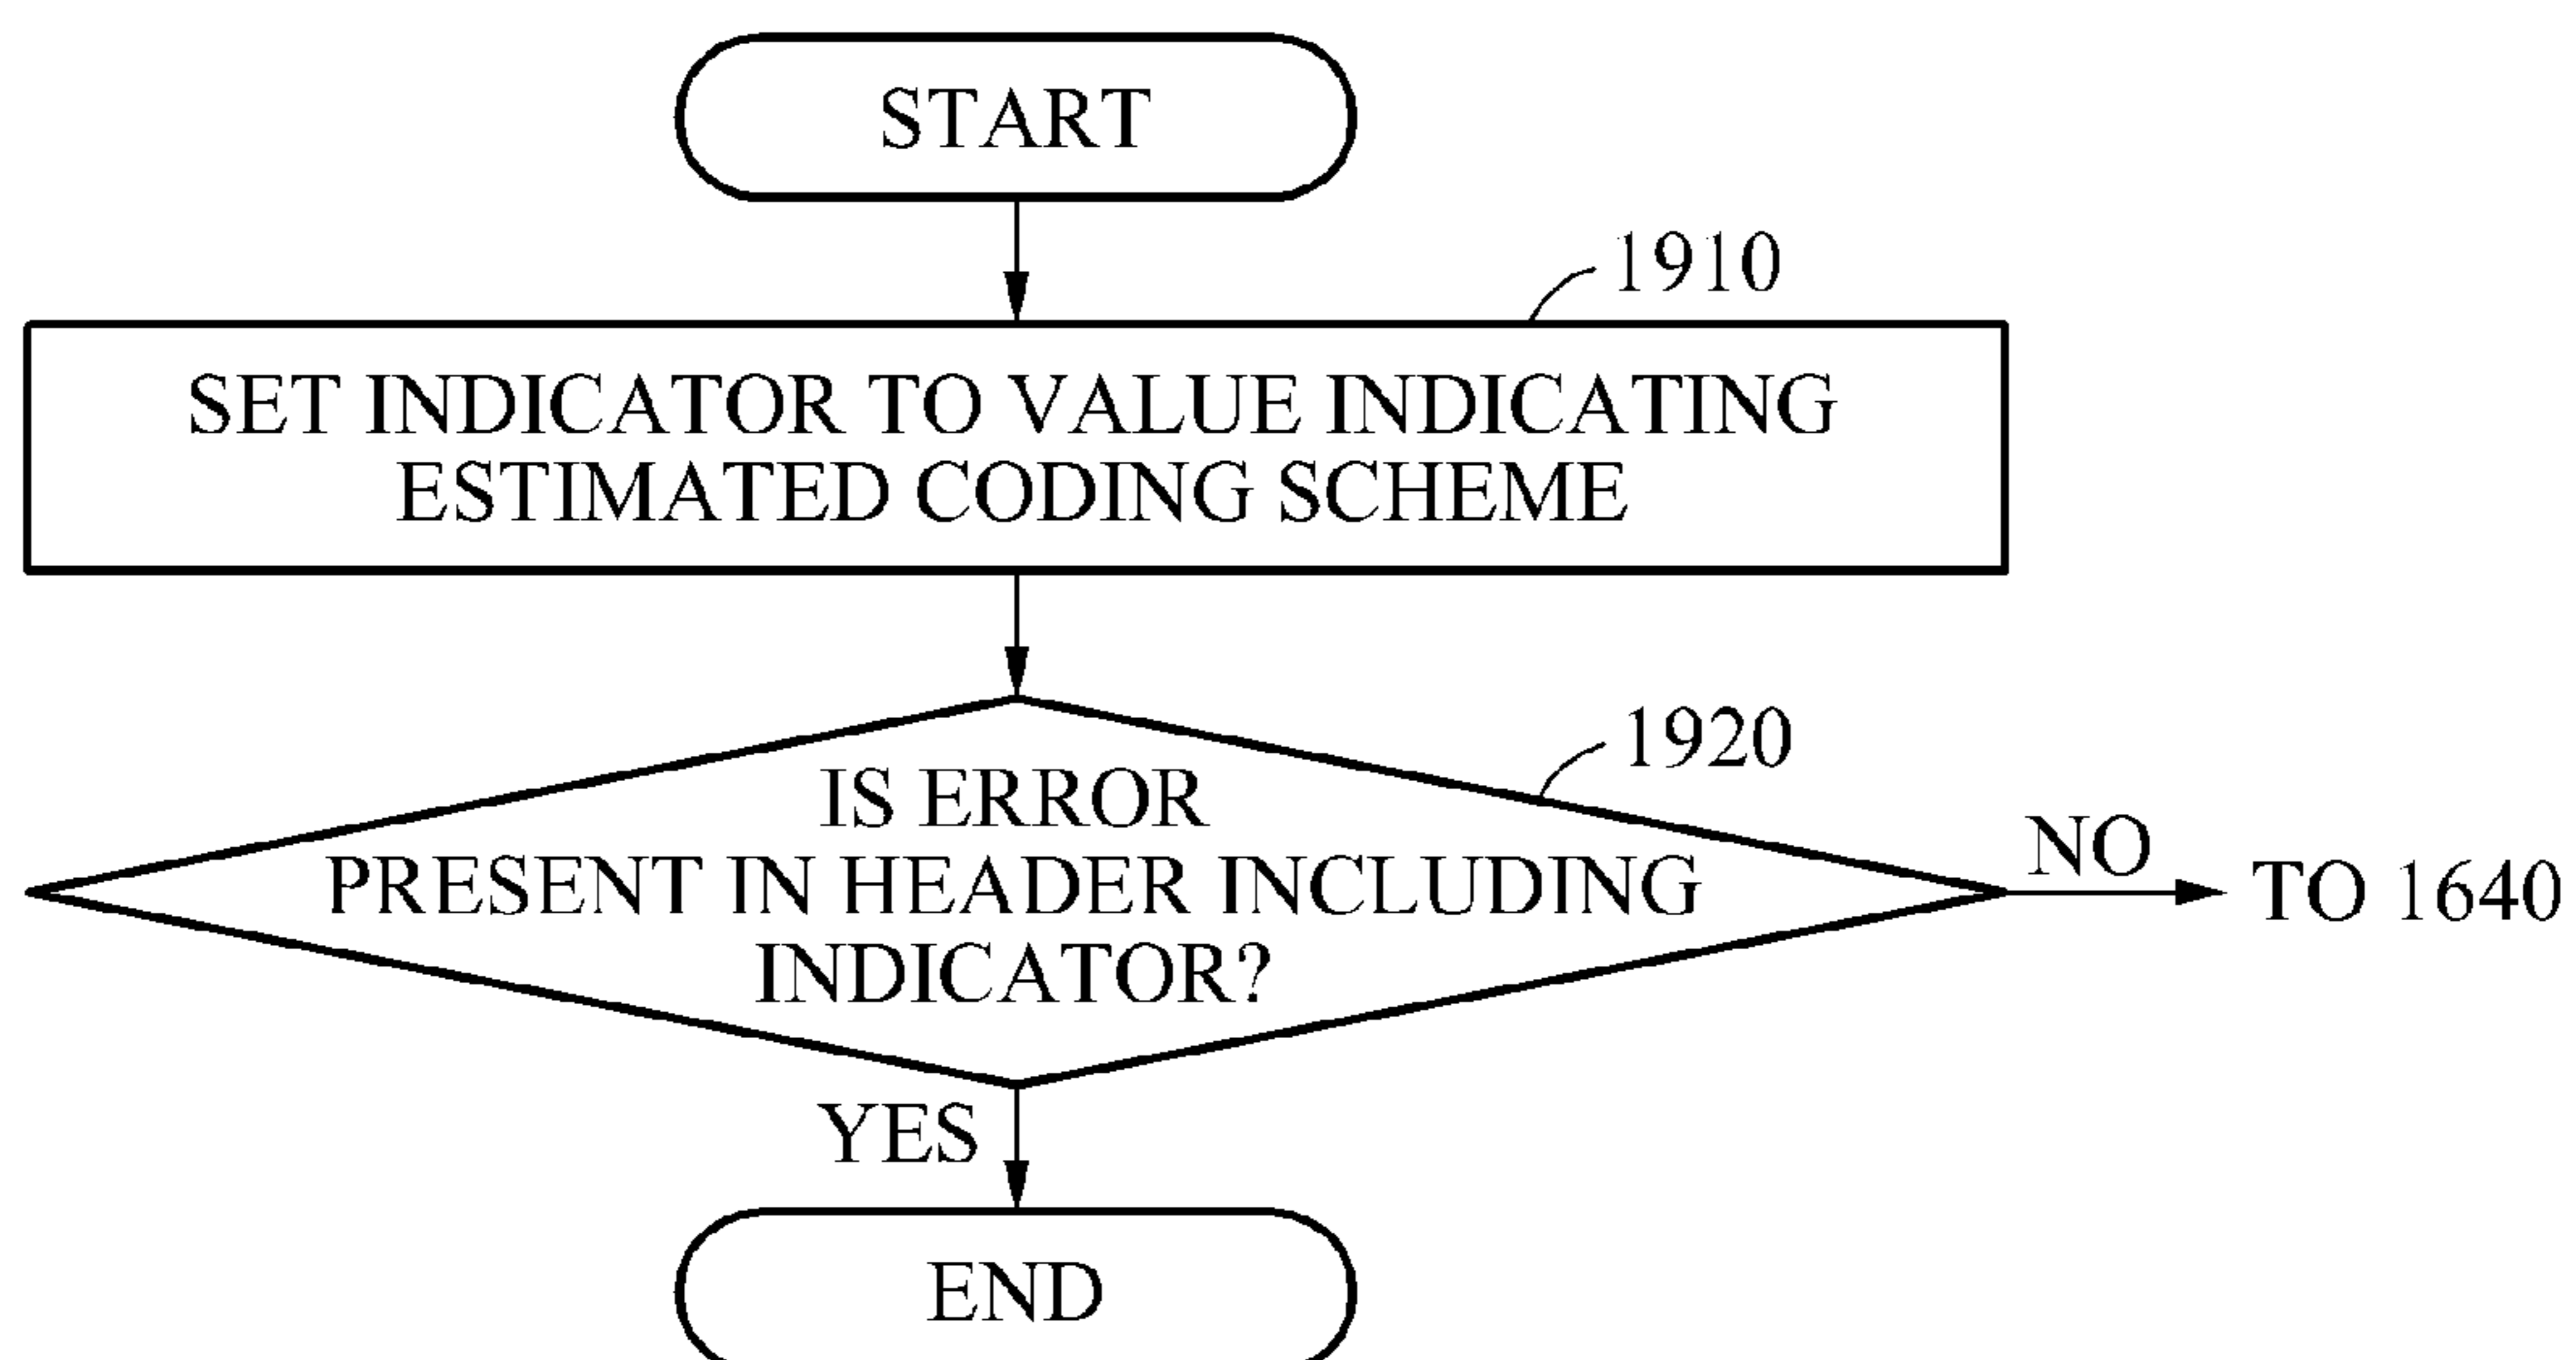 START
1910
SET INDICATOR TO VALUE INDICATING
ESTIMATED CODING SCHEME
1920
IS ERROR
PRESENT IN HEADER INCLUDING
INDICATOR?
NO
TO 1640
YES
END